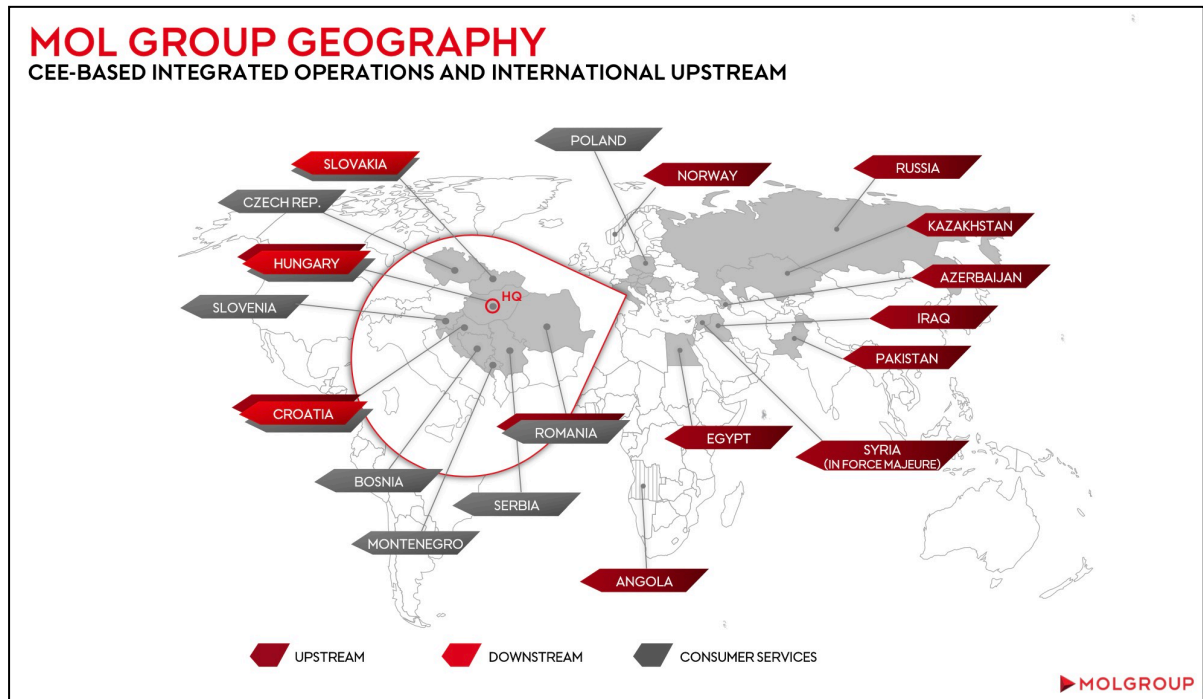 MOL GROUP GEOGRAPHY
CEE-BASED INTEGRATED OPERATIONS AND INTERNATIONAL UPSTREAM
POLAND
SLOVAKIA
NORWAY
RUSSIA
CZECH REP.
KAZAKHSTAN
HUNGARY
AZERBAIJAN
HQ
SLOVENIA
IRAQ
PAKISTAN
CROATIA
ROMANIA
EGYPT
SYRIA
(IN FORCE MAJEURE)
BOSNIA
SERBIA
MONTENEGRO
ANGOLA
UPSTREAM
DOWNSTREAM
CONSUMER SERVICES
MOLGROUP